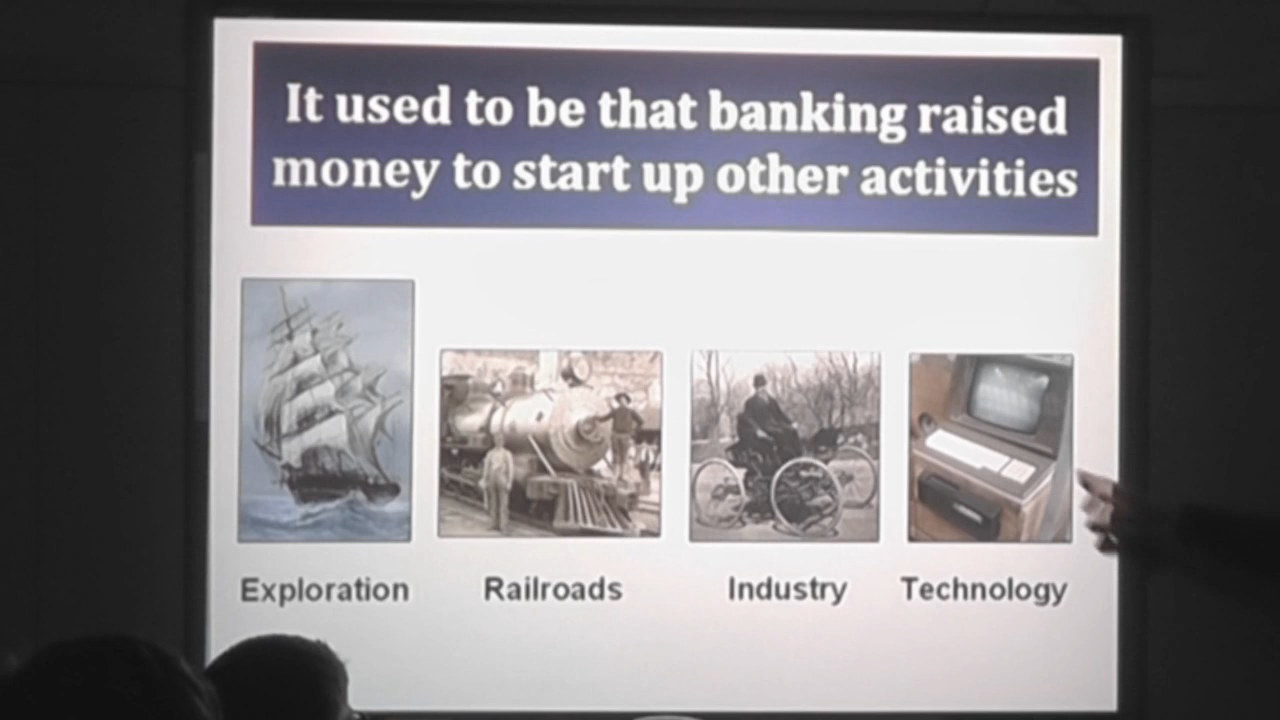 It used to be that banking raised
money to start up other activities
Exploration
Railroads
Industry
Technology